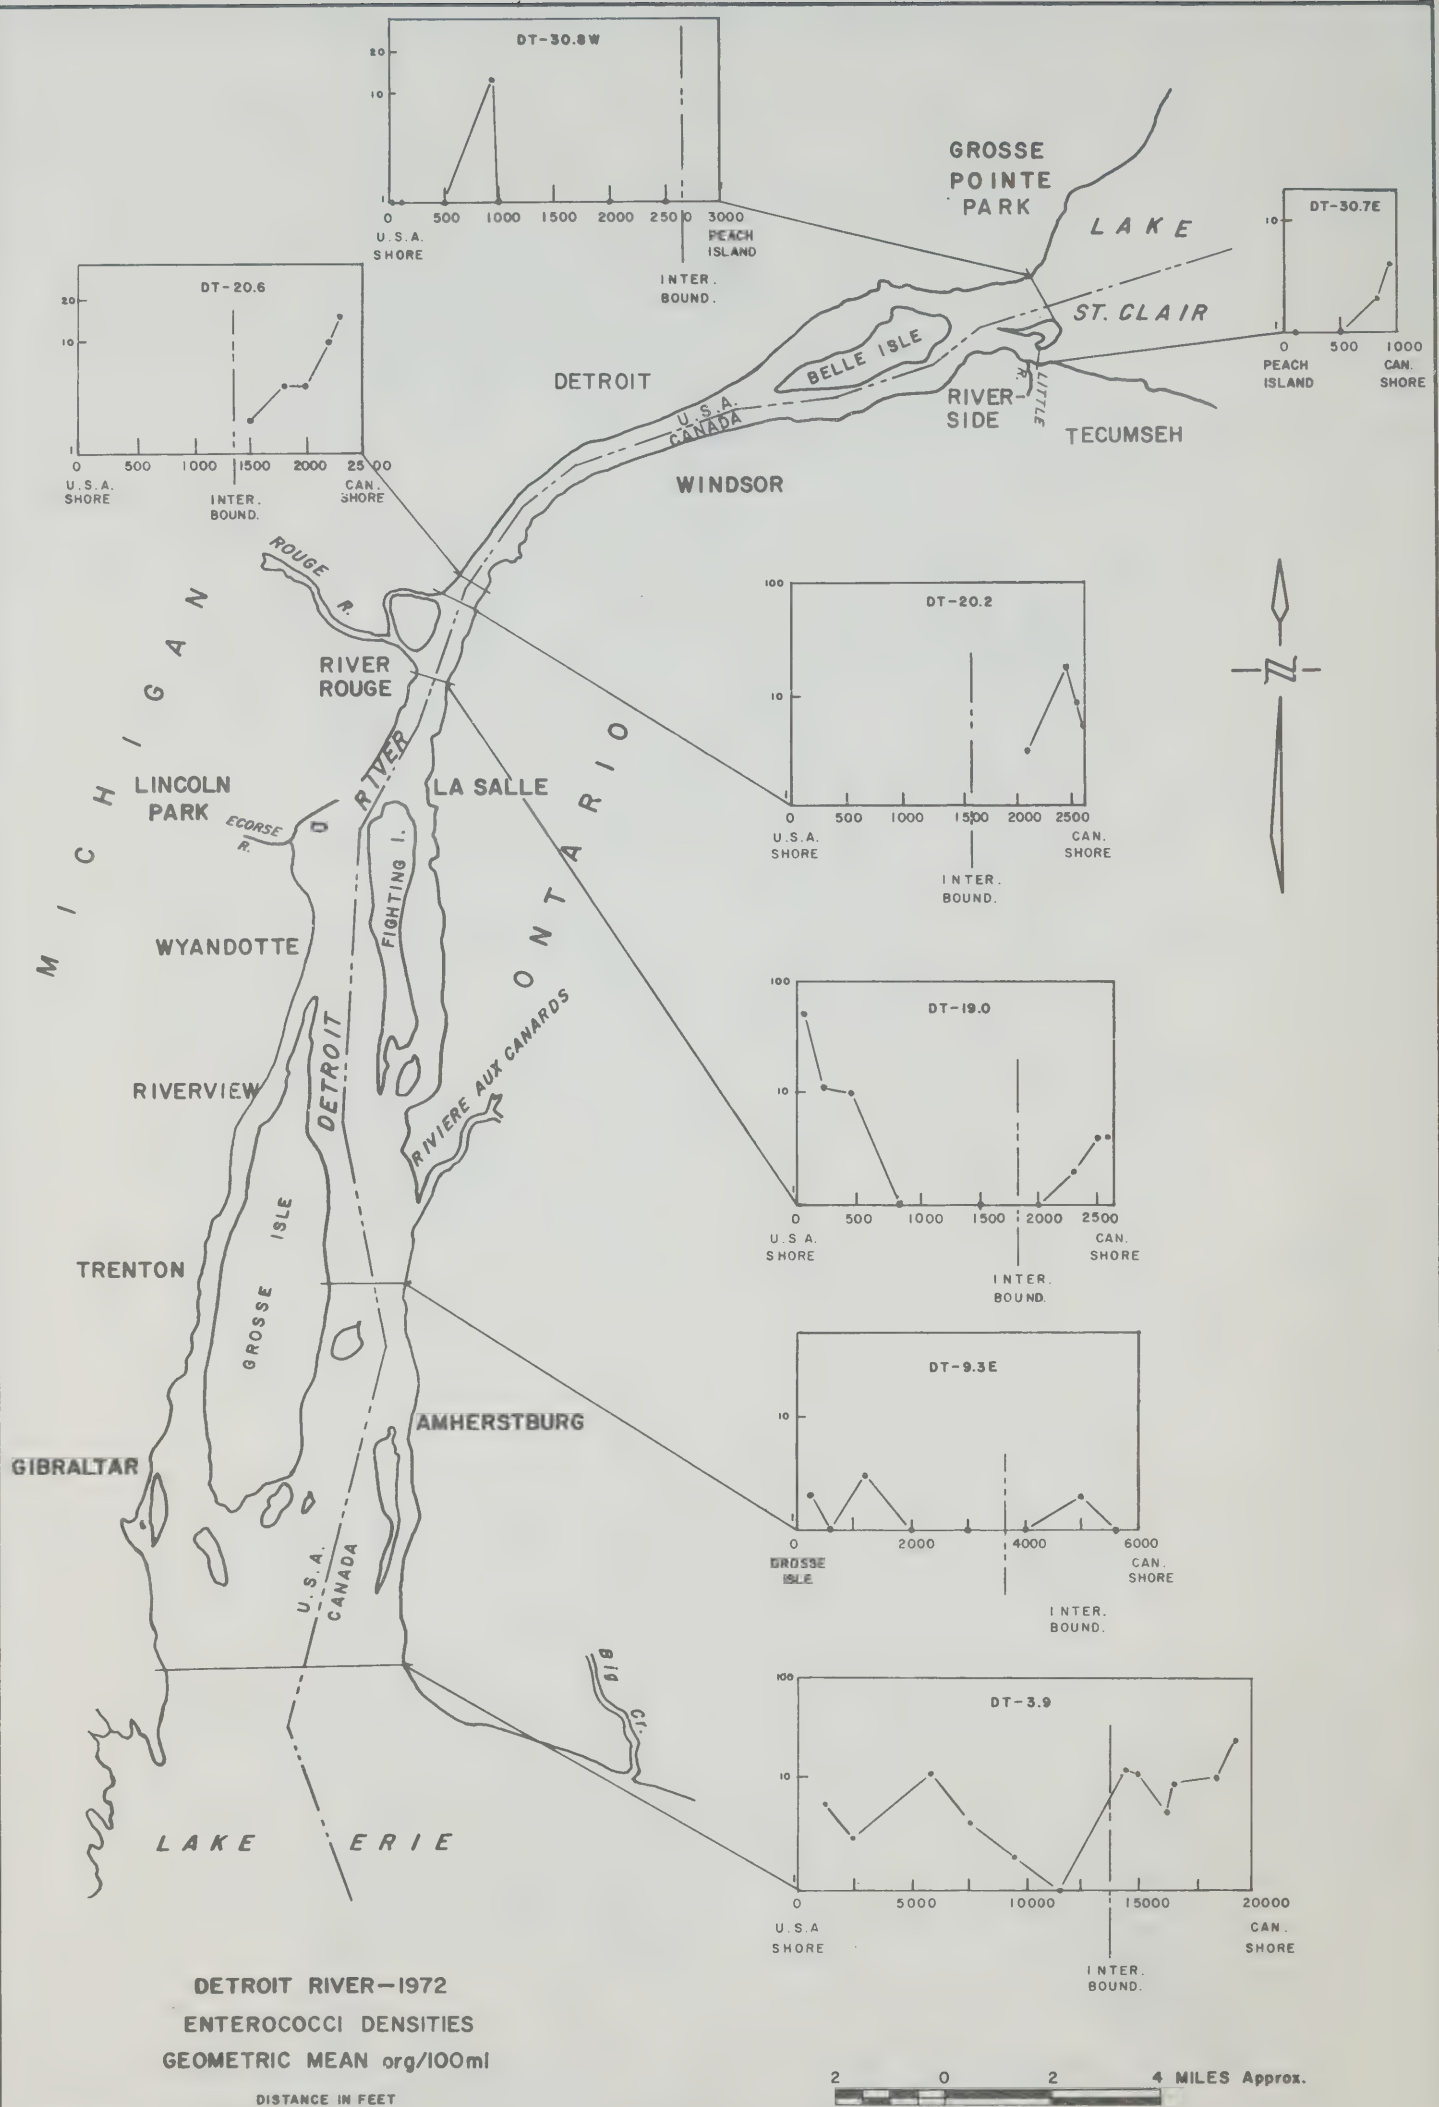 DT-30.8W
20
10
1
0 500 1000 1500 2000 2500 3000
U.S.A.
SHORE
PEACH
ISLAND
INTER.
BOUND.
GROSSE
POINTE
PARK
LAKE
ST. CLAIR
DT-30.7E
10
1
0 500 1000
PEACH
ISLAND
CAN.
SHORE
DT-20.6
20
10
1
0 500 1000 1500 2000 2500
U.S.A.
SHORE
INTER.
BOUND.
CAN.
SHORE
BELLE ISLE
DETROIT
U.S.A.
CANADA
RIVER-
SIDE
LITTLE
R.
TECUMSEH
WINDSOR
ROUGE
R.
MICHIGAN
RIVER
ROUGE
DT-20.2
100
10
1
0 500 1000 1500 2000 2500
U.S.A.
SHORE
CAN.
SHORE
INTER.
BOUND.
N
ONTARIO
LINCOLN
PARK
ECORSE
R.
DETROIT RIVER
LA SALLE
FIGHTING I.
WYANDOTTE
RIVIERE AUX CANARDS
RIVERVIEW
DT-19.0
100
10
1
0 500 1000 1500 2000 2500
U.S A.
SHORE
CAN.
SHORE
INTER.
BOUND.
TRENTON
GROSSE ISLE
DT-9.3E
10
1
0 2000 4000 6000
GROSSE
ISLE
CAN.
SHORE
INTER.
BOUND.
AMHERSTBURG
GIBRALTAR
U.S.A.
CANADA
Big Cr.
DT-3.9
100
10
1
0 5000 10000 15000 20000
U.S.A
SHORE
CAN.
SHORE
INTER.
BOUND.
LAKE ERIE
DETROIT RIVER-1972
ENTEROCOCCI DENSITIES
GEOMETRIC MEAN org/100ml
DISTANCE IN FEET
2 0 2 4 MILES Approx.